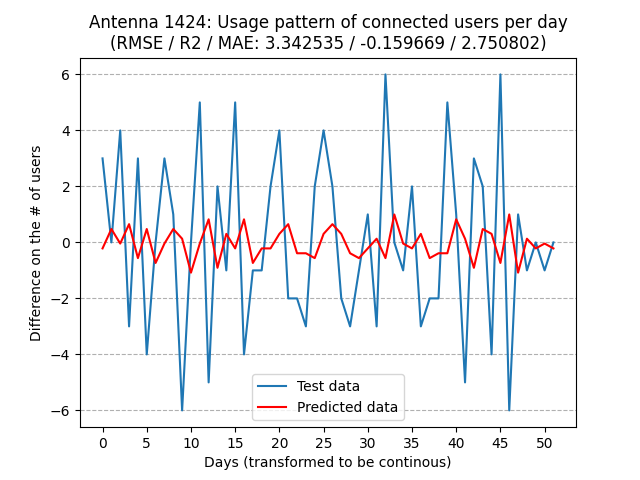 Antenna 1424: Usage pattern of connected users per day
(RMSE / R2 / MAE: 3.342535 / -0.159669 / 2.750802)
Difference on the # of users
6
4
2
0
−2
−4
−6
Test data
Predicted data
0 5 10 15 20 25 30 35 40 45 50
Days (transformed to be continous)